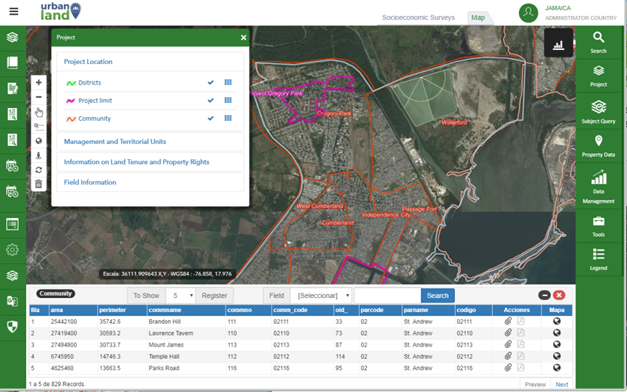 urban
land
Socioeconomic Surveys
Map
JAMAICA
ADMINISTRATOR COUNTRY
Project
Project Location
Dsitricts
Project limit
Community
Management and Territorial Units
Information on Land Tenure and Property Rights
Field Information
Gregory Park
Gregory-Park
Waterford
West Cumberland
Cumberland
Independence City
Passage Fort
Escala: 36111.909643 X,Y - WGS84 : -76.858, 17.976
Search
Project
Subject Query
Property Data
Data
Management
Tools
Legend
Community
To Show 5 Register
Field [Seleccionar] Search
fila area perimeter commname commno comm_code oid_ parcode parname codigo Acciones Mapa
1 25442100 35742.6 Brandon Hill 111 02111 33 02 St. Andrew 02111
2 27419400 30593.2 Lawrence Tavern 110 02110 73 02 St. Andrew 02110
3 27494800 30733.7 Mount James 113 02113 87 02 St. Andrew 02113
4 6745950 14746.3 Temple Hall 112 02112 114 02 St. Andrew 02112
5 4625460 13663.5 Parks Road 116 02116 95 02 St. Andrew 02116
1 a 5 de 829 Records.
Preview Next